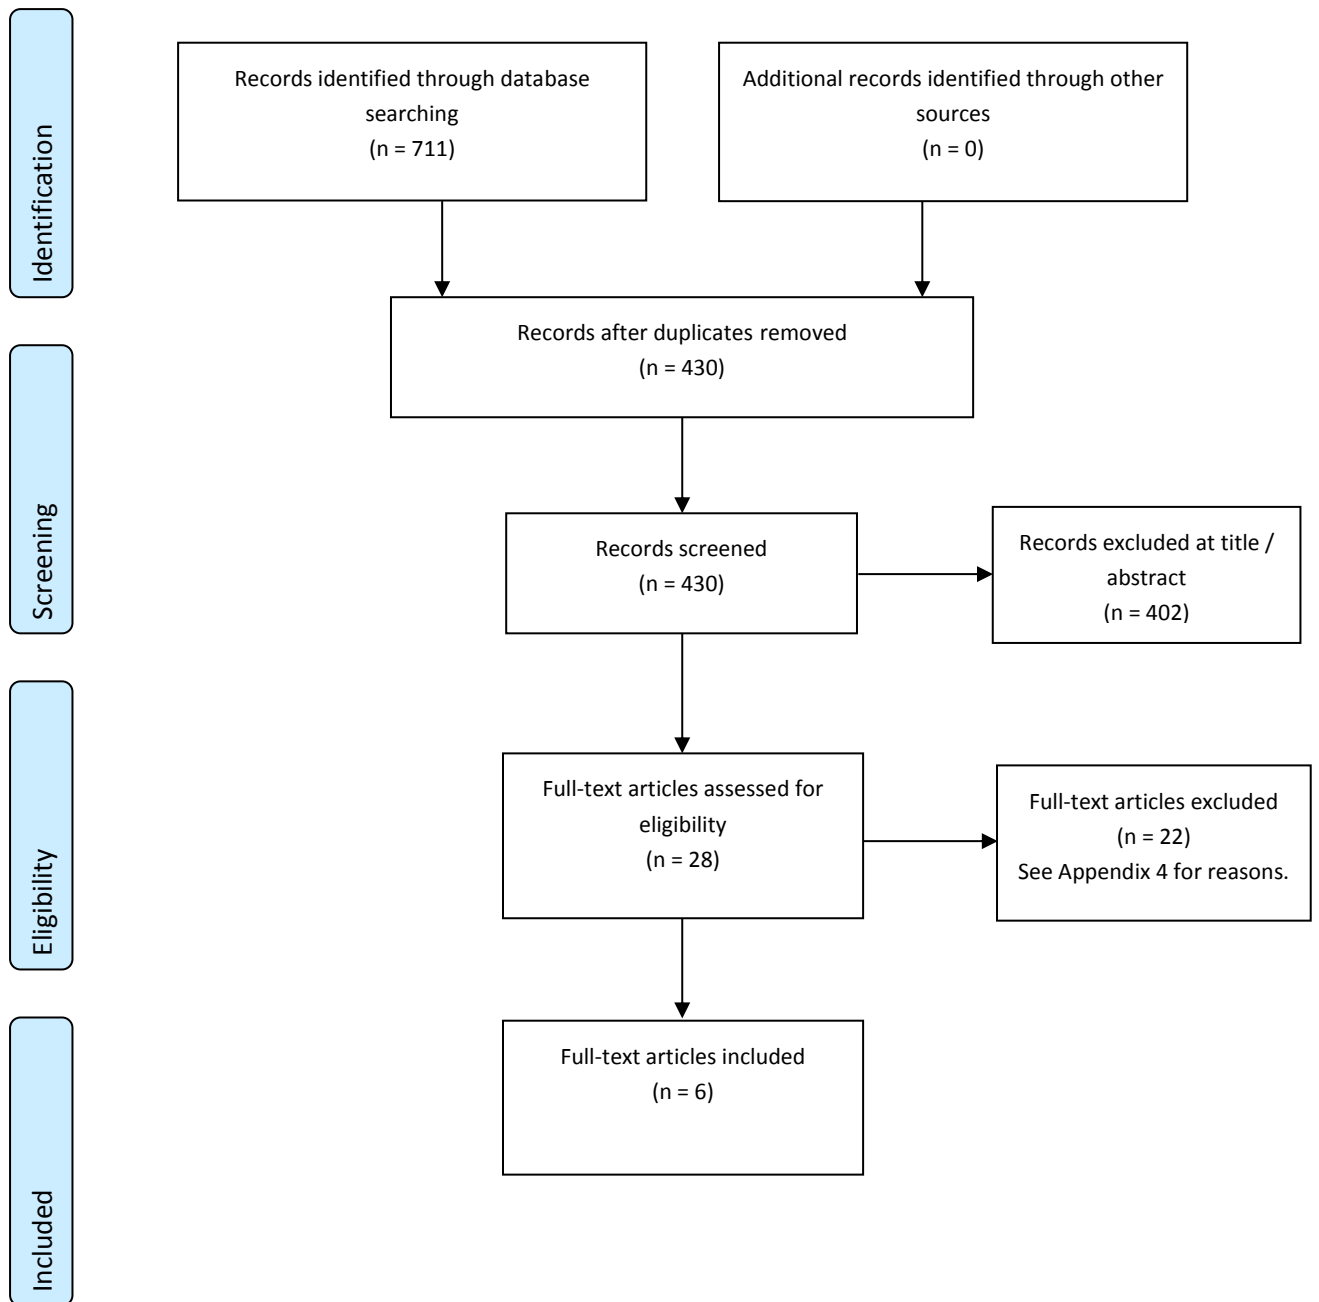 Identification
Records identified through database
searching
(n = 711)
Additional records identified through other
sources
(n = 0)
Records after duplicates removed
(n = 430)
Screening
Records screened
(n = 430)
Records excluded at title /
abstract
(n = 402)
Eligibility
Full-text articles assessed for
eligibility
(n = 28)
Full-text articles excluded
(n = 22)
See Appendix 4 for reasons.
Included
Full-text articles included
(n = 6)